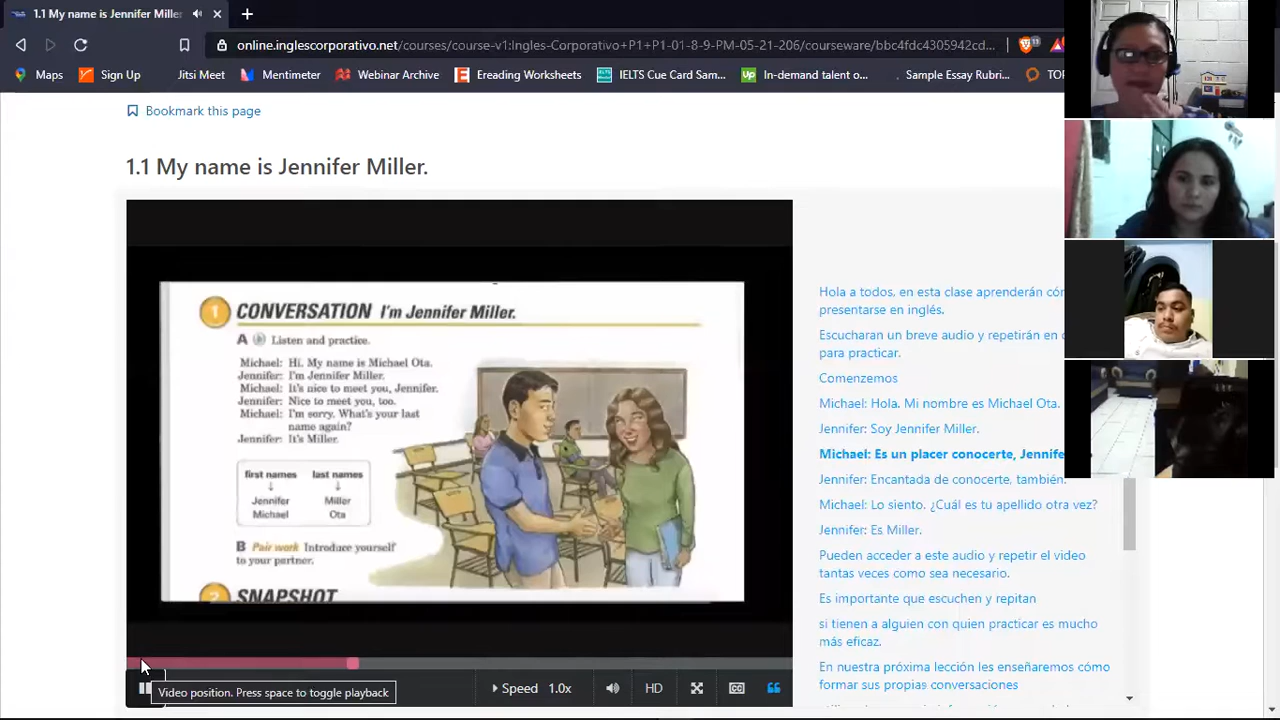 1.1 My name is Jennifer Miller
online.inglescorporativo.net/courses/course-v1:Ingles-Corporativo+P1+P1-01-8-9-PM-05-21-206/courseware/bbc4fdc4305942cd...
Maps Sign Up Jitsi Meet Mentimeter Webinar Archive Ereading Worksheets IELTS Cue Card Sam... In-demand talent o... Sample Essay Rubri...
Bookmark this page
1.1 My name is Jennifer Miller.
1 CONVERSATION I'm Jennifer Miller.
A Listen and practice.
Michael: Hi. My name is Michael Ota.
Jennifer: I'm Jennifer Miller.
Michael: It's nice to meet you, Jennifer.
Jennifer: Nice to meet you, too.
Michael: I'm sorry. What's your last
name again?
Jennifer: It's Miller.
first names last names
↓ ↓
Jennifer Miller
Michael Ota
B Pair work Introduce yourself
to your partner.
2 SNAPSHOT
Video position. Press space to toggle playback
Speed 1.0x HD
Hola a todos, en esta clase aprenderán
presentarse en inglés.
Escucharan un breve audio y repetirán en
para practicar.
Comenzemos
Michael: Hola. Mi nombre es Michael Ota.
Jennifer: Soy Jennifer Miller.
Michael: Es un placer conocerte, Jennife
Jennifer: Encantada de conocerte, también.
Michael: Lo siento. ¿Cuál es tu apellido otra vez?
Jennifer: Es Miller.
Pueden acceder a este audio y repetir el video
tantas veces como sea necesario.
Es importante que escuchen y repitan
si tienen a alguien con quien practicar es mucho
más eficaz.
En nuestra próxima lección les enseñaremos cómo
formar sus propias conversaciones